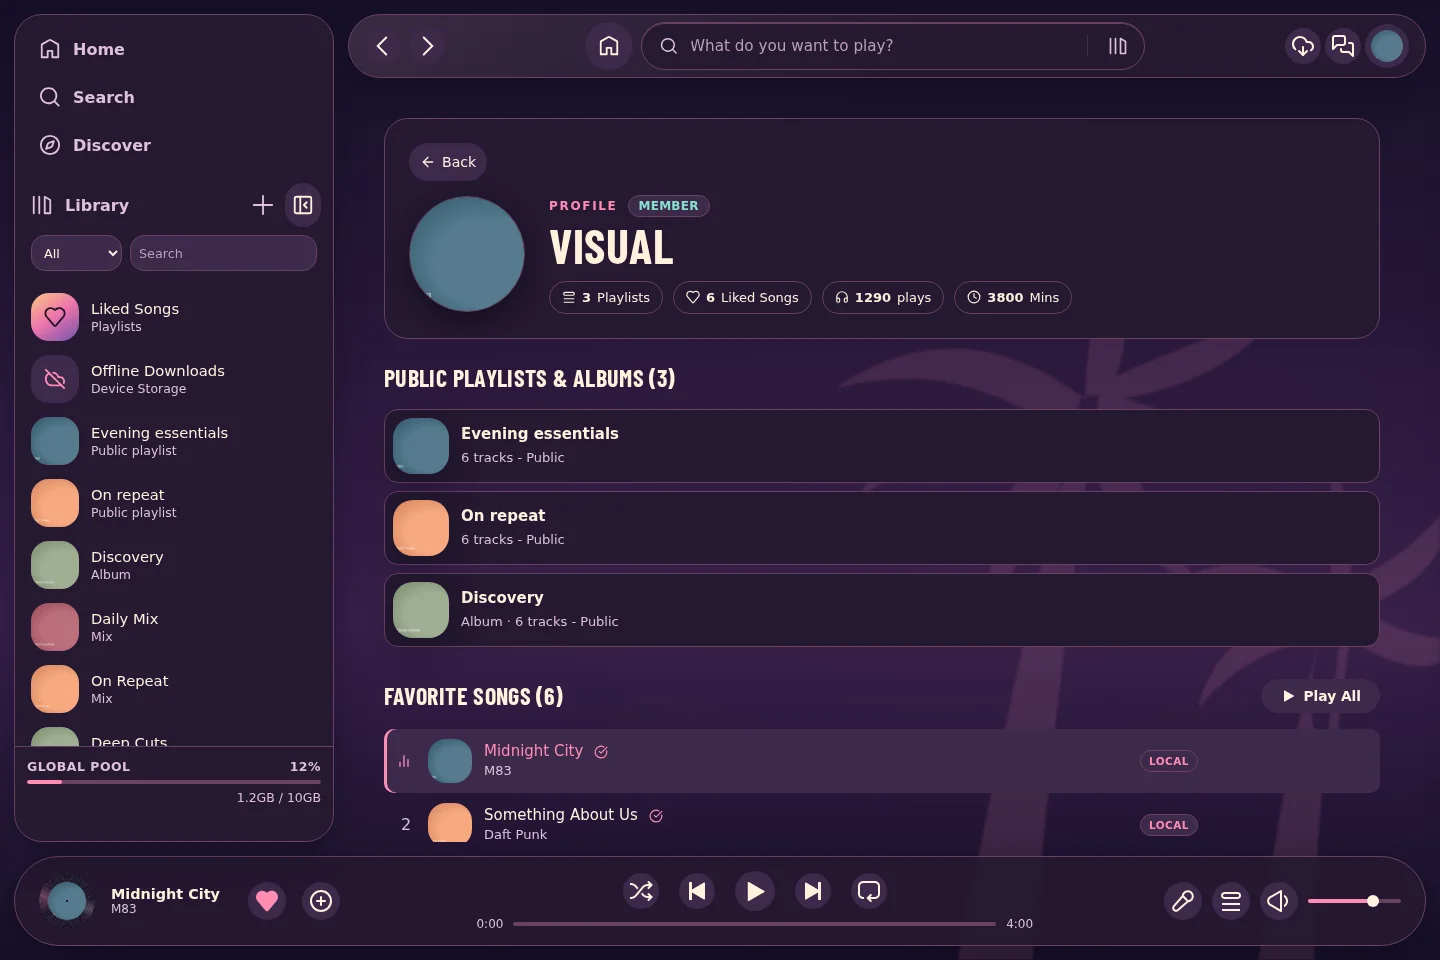 Home
Search
Discover
Library
All
Search
Liked Songs
Playlists
Offline Downloads
Device Storage
Evening essentials
Public playlist
On repeat
Public playlist
Discovery
Album
Daily Mix
Mix
On Repeat
Mix
Deep Cuts
GLOBAL POOL 12%
1.2GB / 10GB
What do you want to play?
Back
PROFILE MEMBER
VISUAL
3 Playlists
6 Liked Songs
1290 plays
3800 Mins
PUBLIC PLAYLISTS & ALBUMS (3)
Evening essentials
6 tracks - Public
On repeat
6 tracks - Public
Discovery
Album · 6 tracks - Public
FAVORITE SONGS (6)
Play All
Midnight City
M83
LOCAL
2
Something About Us
Daft Punk
LOCAL
Midnight City
M83
0:00
4:00